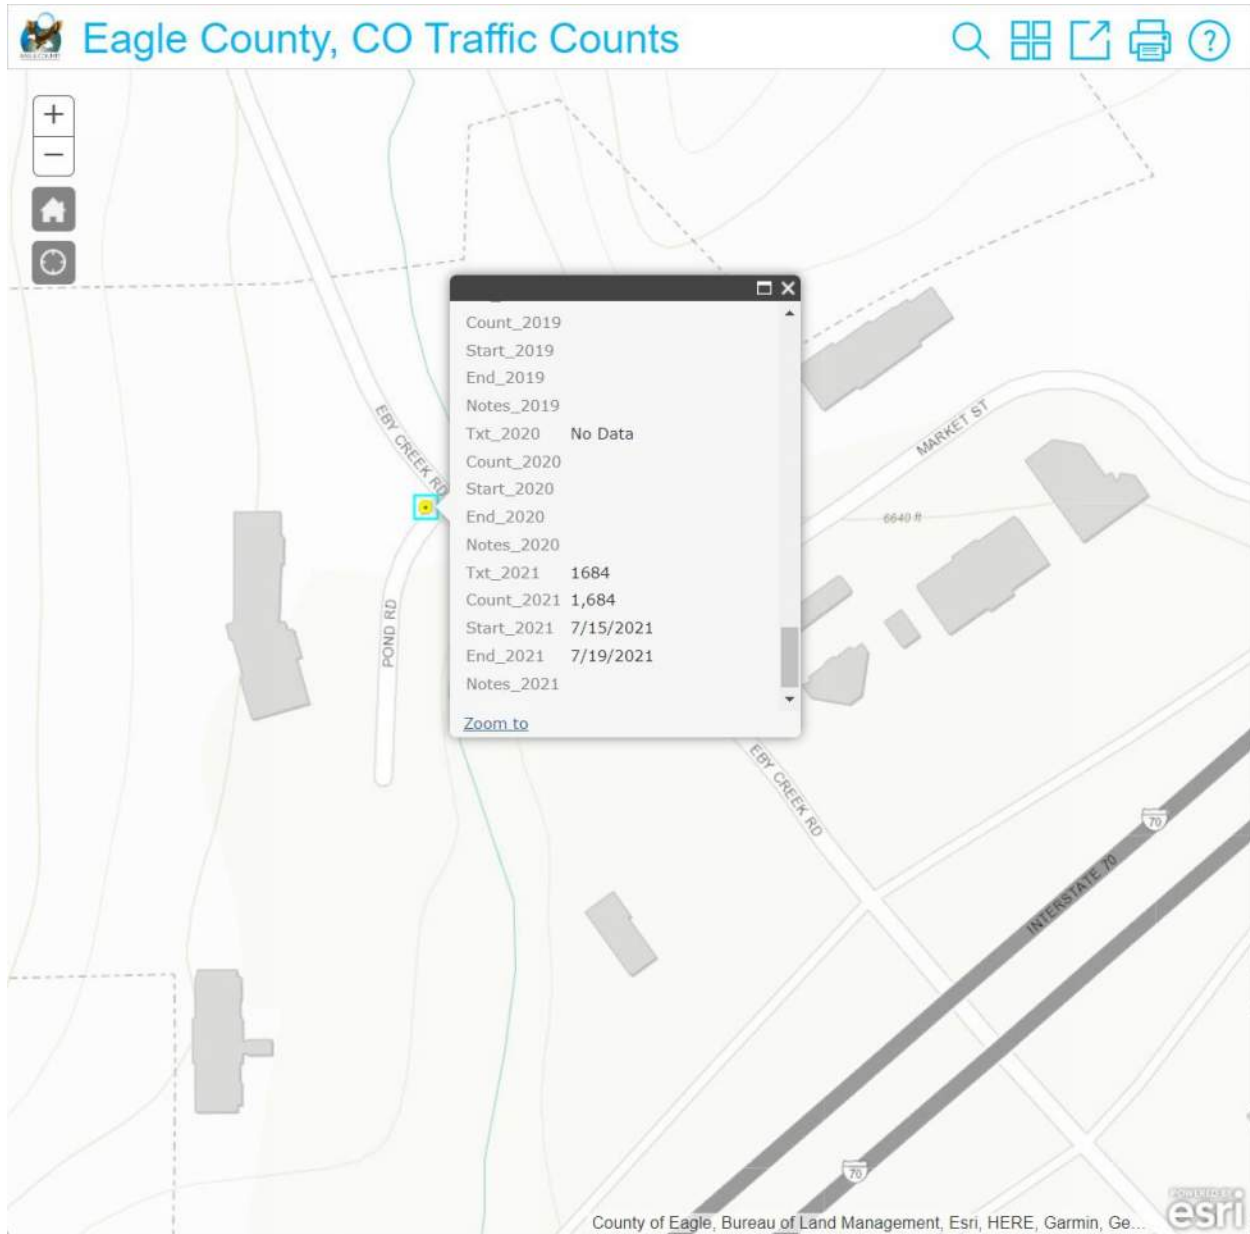 Eagle County, CO Traffic Counts
Count_2019
Start_2019
End_2019
Notes_2019
Txt_2020 No Data
Count_2020
Start_2020
End_2020
Notes_2020
Txt_2021 1684
Count_2021 1,684
Start_2021 7/15/2021
End_2021 7/19/2021
Notes_2021
Zoom to
EBY CREEK RD
MARKET ST
6640 ft
POND RD
EBY CREEK RD
70
INTERSTATE 70
70
County of Eagle, Bureau of Land Management, Esri, HERE, Garmin, Ge...
POWERED BY
esri